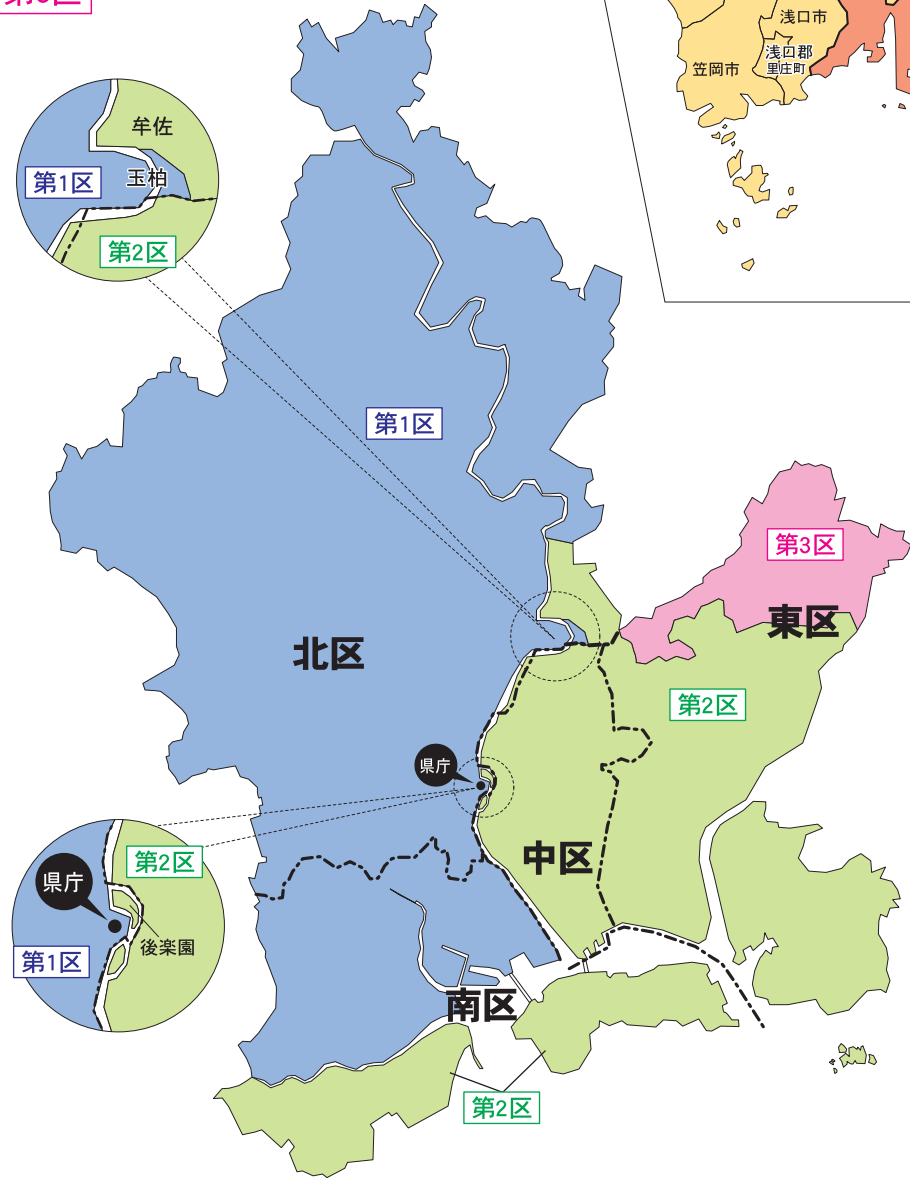 浅口市
浅口郡
里庄町
笠岡市
牟佐
玉柏
第1区
第2区
第1区
第3区
東区
北区
第2区
県庁
中区
第2区
県庁
後楽園
第1区
南区
第2区